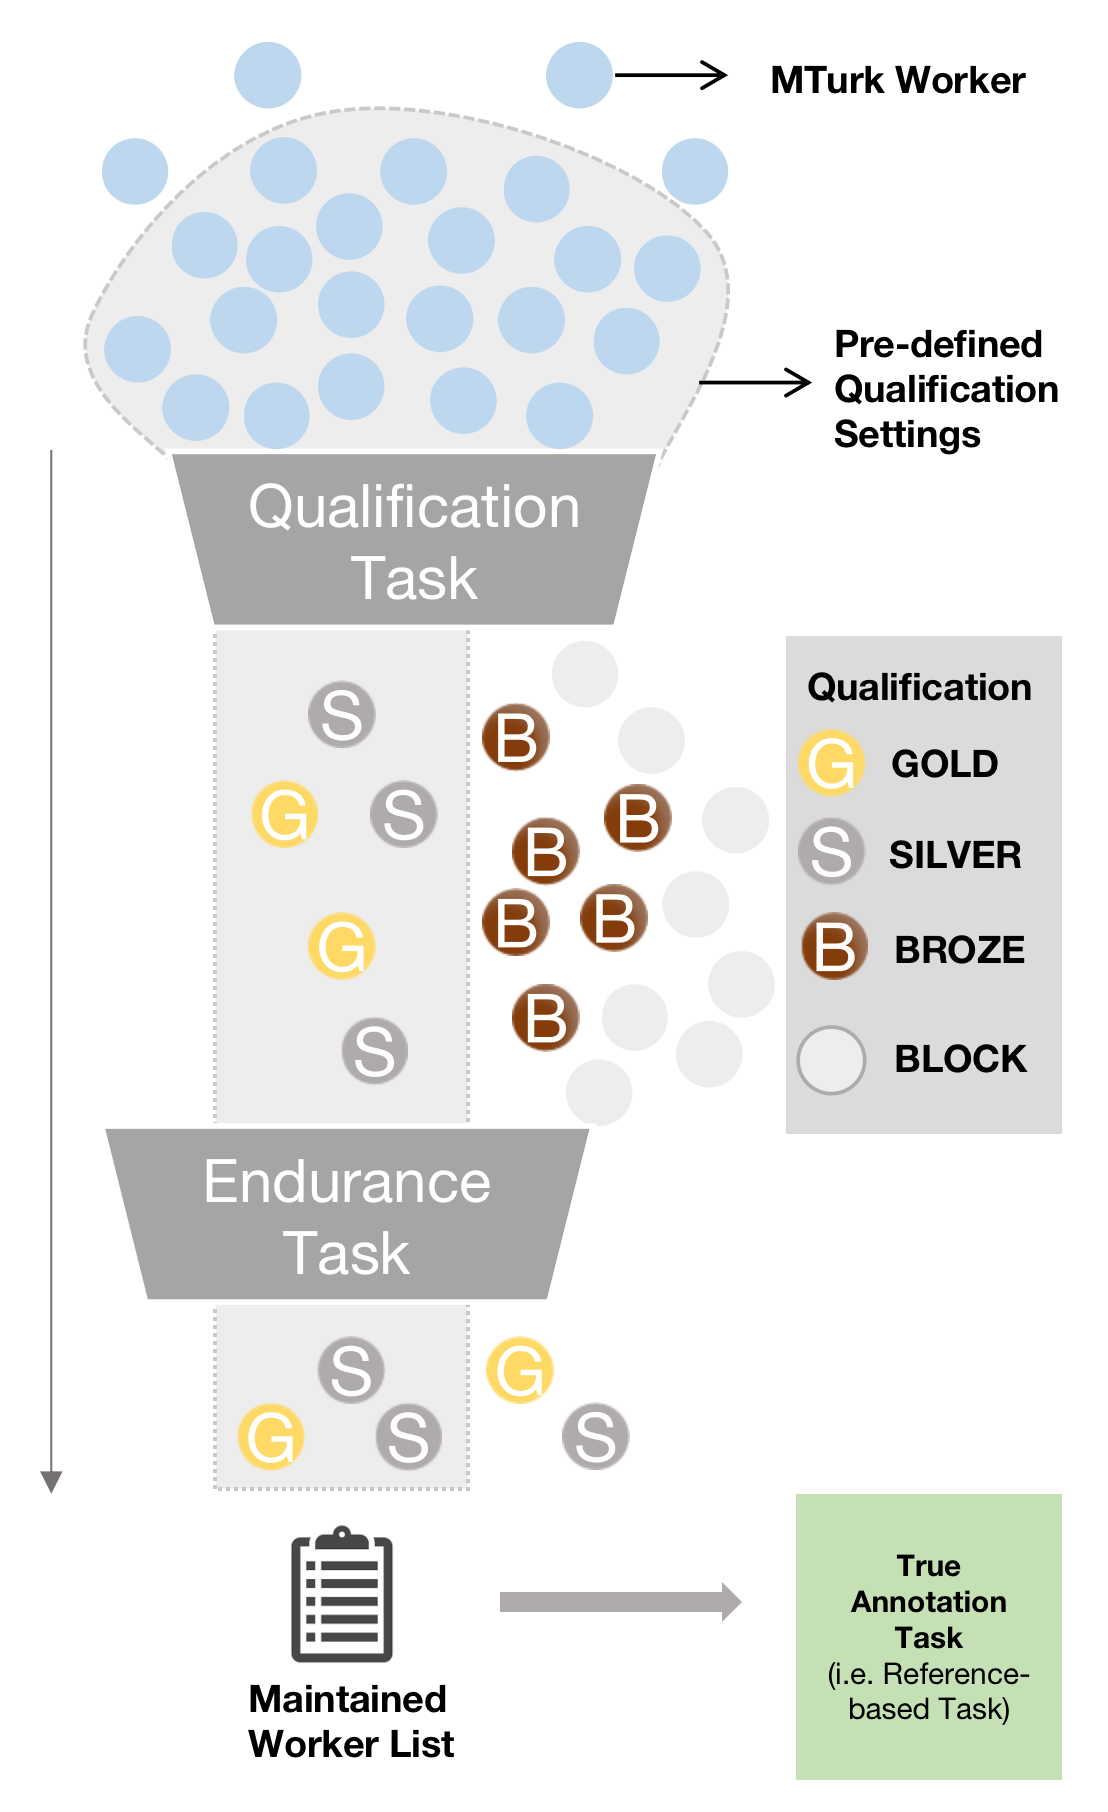 MTurk Worker
Pre-defined
Qualification
Settings
Qualification
Task
S
G
S
G
S
B
B
B
B
B
B
Qualification
G GOLD
S SILVER
B BROZE
BLOCK
Endurance
Task
S
G
G
S
S
Maintained
Worker List
True
Annotation
Task
(i.e. Reference-
based Task)